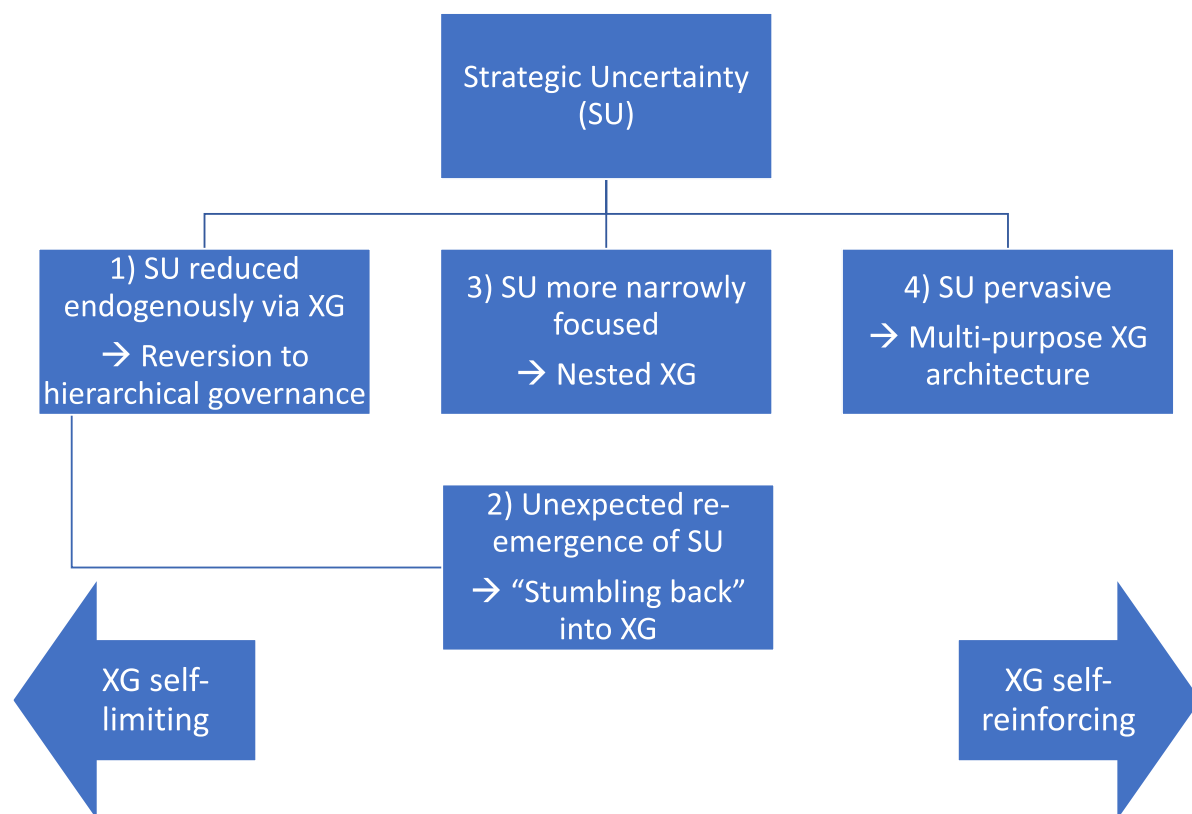 Strategic Uncertainty
(SU)
1) SU reduced
endogenously via XG
→ Reversion to
hierarchical governance
3) SU more narrowly
focused
→ Nested XG
4) SU pervasive
→ Multi-purpose XG
architecture
2) Unexpected re-
emergence of SU
→ “Stumbling back”
into XG
XG self-
limiting
XG self-
reinforcing